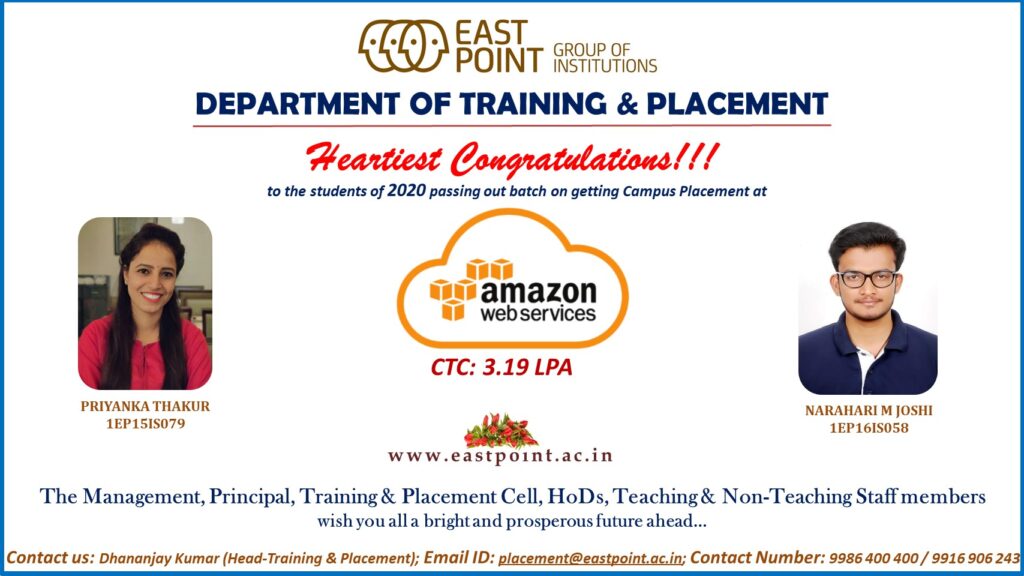 EAST
POINT GROUP OF
INSTITUTIONS
DEPARTMENT OF TRAINING & PLACEMENT
Heartiest Congratulations!!!
to the students of 2020 passing out batch on getting Campus Placement at
amazon
web services
CTC: 3.19 LPA
PRIYANKA THAKUR
1EP15IS079
NARAHARI M JOSHI
1EP16IS058
www.eastpoint.ac.in
The Management, Principal, Training & Placement Cell, HoDs, Teaching & Non-Teaching Staff members
wish you all a bright and prosperous future ahead...
Contact us: Dhananjay Kumar (Head-Training & Placement); Email ID: placement@eastpoint.ac.in; Contact Number: 9986 400 400 / 9916 906 243